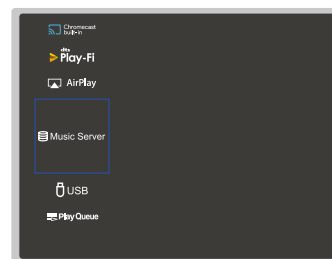 Chromecast
built-in
dts
Play-Fi
AirPlay
Music Server
USB
Play Queue